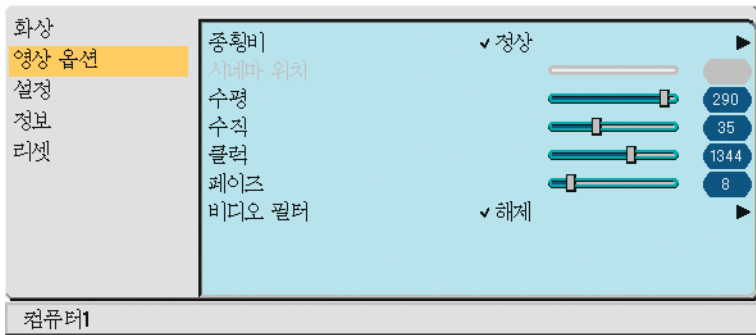 화상
영상 옵션
설정
정보
리셋
종횡비 ✓정상 ▶
시네마 위치
수평 290
수직 35
클럭 1344
페이즈 8
비디오 필터 ✓해제 ▶
컴퓨터1